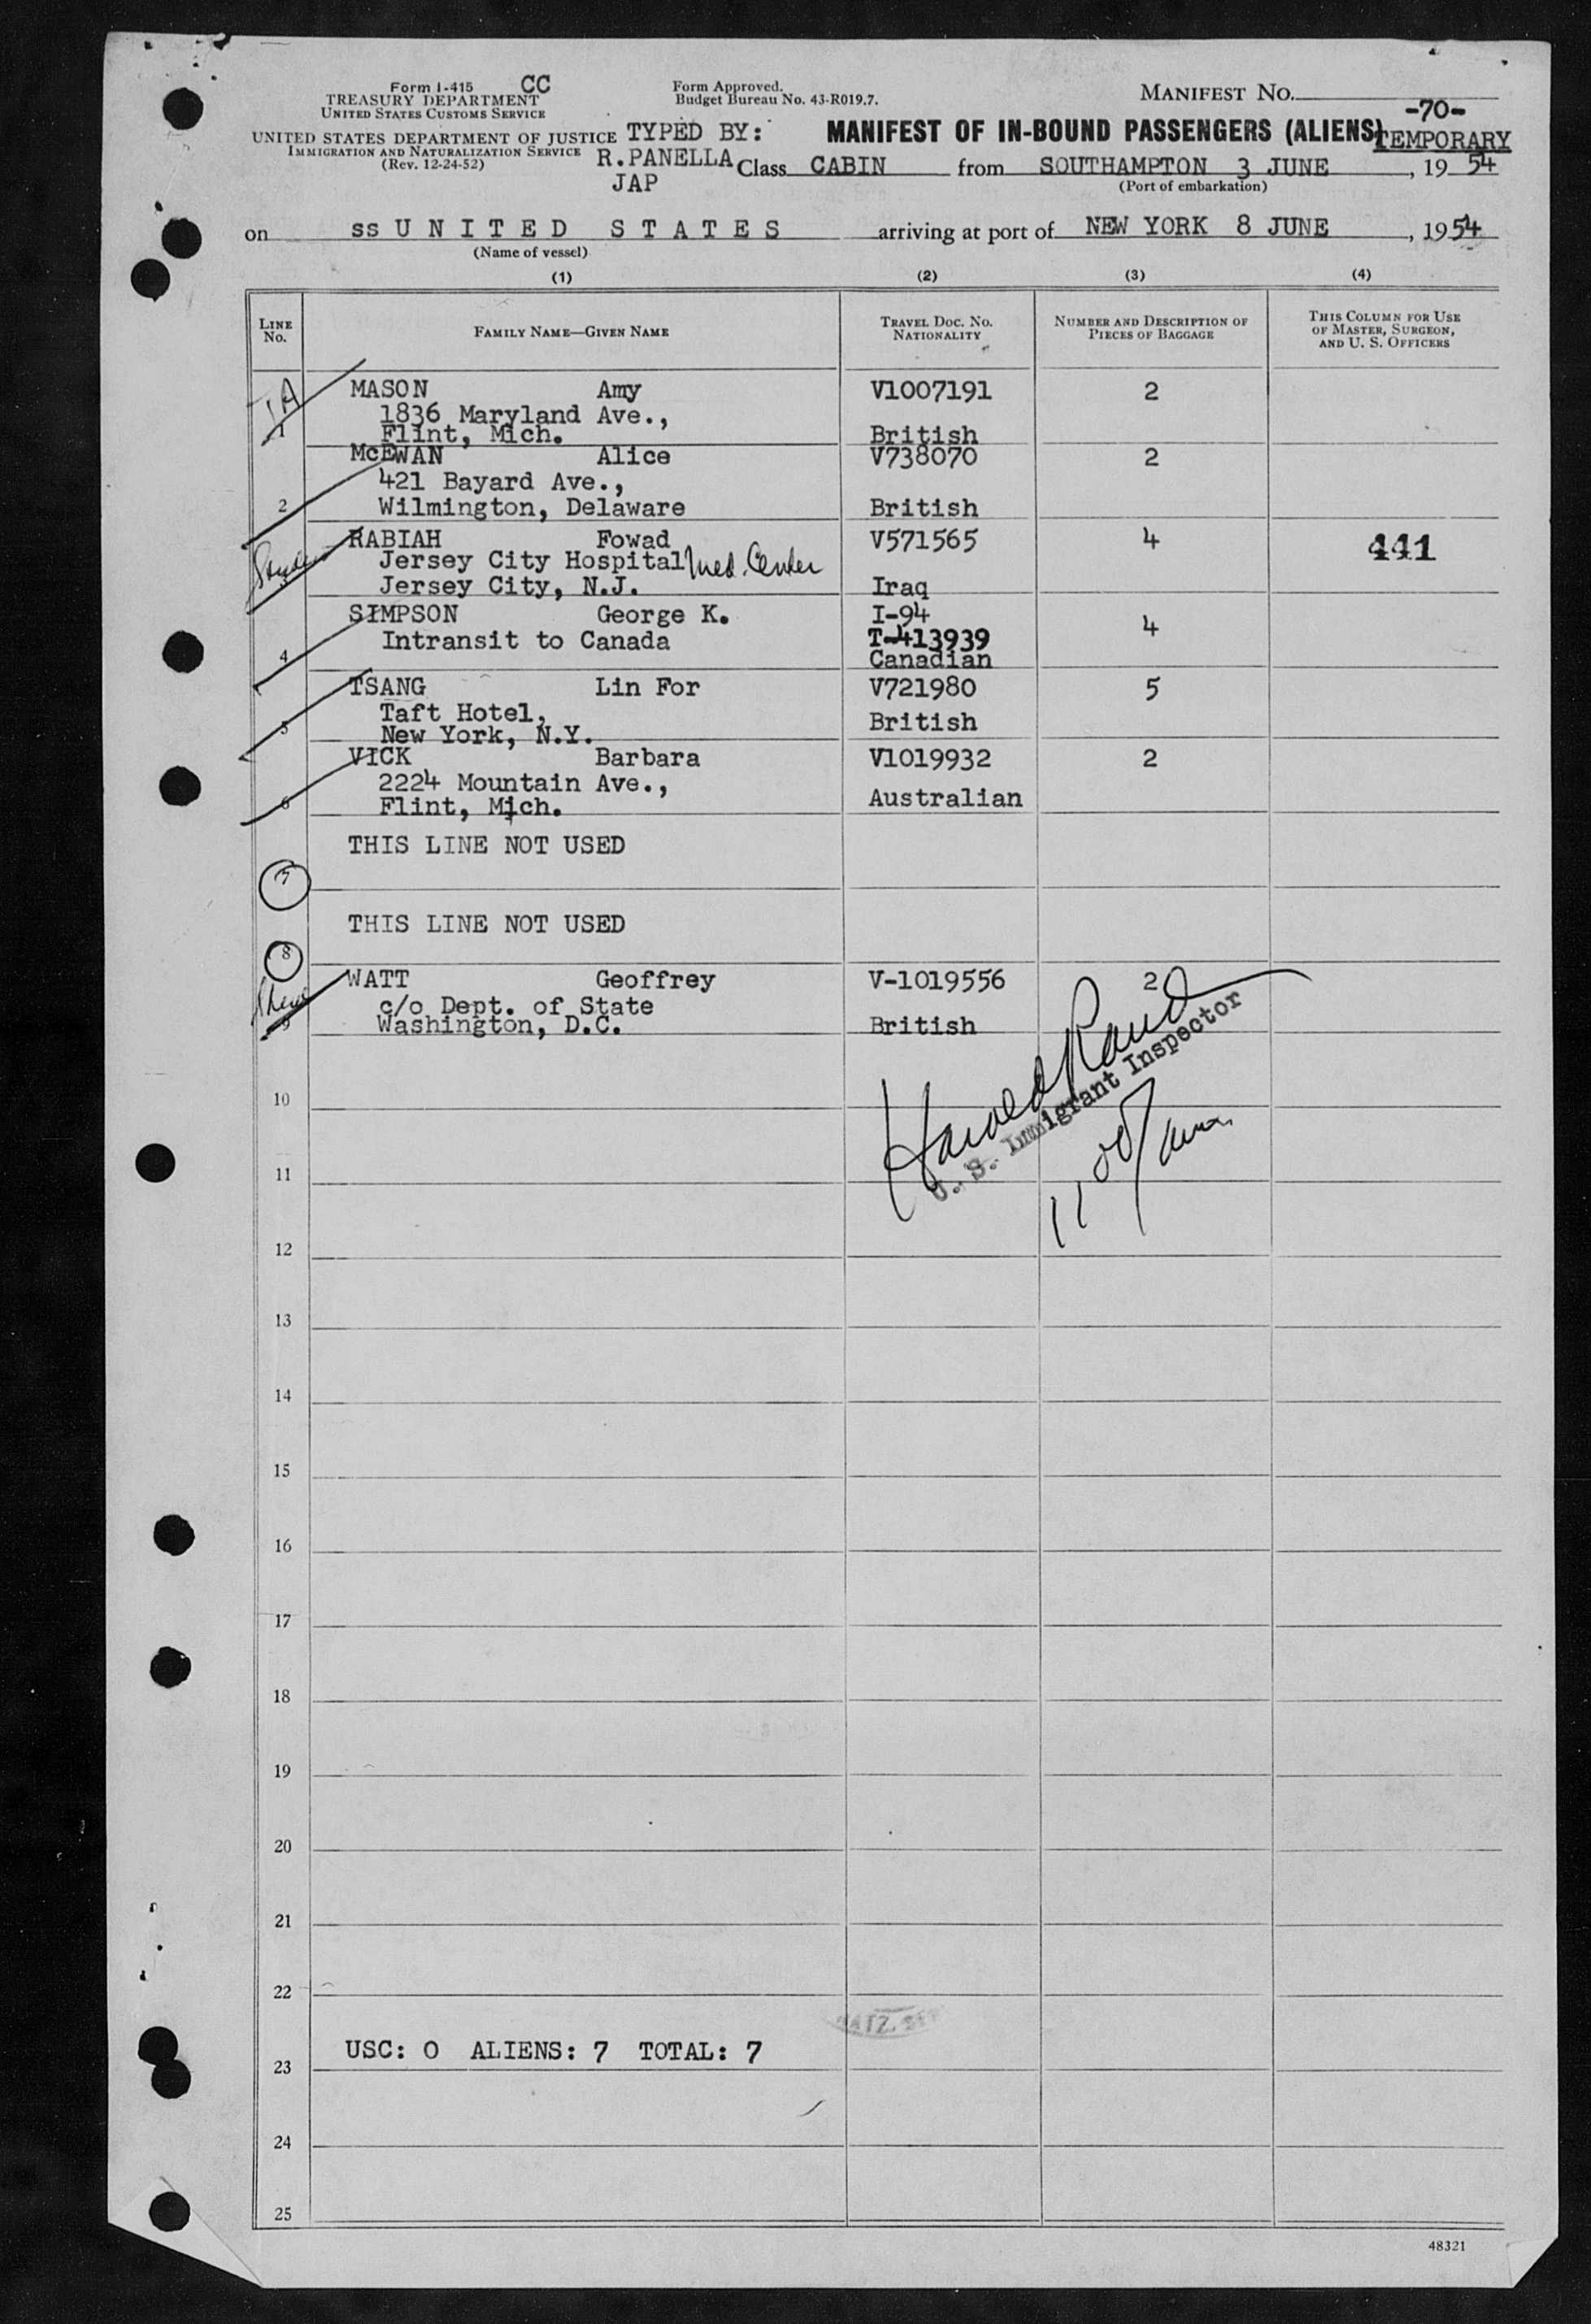 Form I-415 CC
TREASURY DEPARTMENT
UNITED STATES CUSTOMS SERVICE
UNITED STATES DEPARTMENT OF JUSTICE
IMMIGRATION AND NATURALIZATION SERVICE
(Rev. 12-24-52)
Form Approved.
Budget Bureau No. 43-R019.7.
TYPED BY:
R.PANELLA
JAP
MANIFEST NO.
-70-
TEMPORARY
MANIFEST OF IN-BOUND PASSENGERS (ALIENS)
Class CABIN from SOUTHAMPTON 3 JUNE, 19 54
(Port of embarkation)
on ss U N I T E D S T A T E S arriving at port of NEW YORK 8 JUNE, 1954
(Name of vessel)
(1) (2) (3) (4)
LINE No.
FAMILY NAME—GIVEN NAME
TRAVEL DOC. NO. NATIONALITY
NUMBER AND DESCRIPTION OF PIECES OF BAGGAGE
THIS COLUMN FOR USE OF MASTER, SURGEON, AND U. S. OFFICERS
MASON Amy V1007191 2
1836 Maryland Ave.,
1 Flint, Mich. British
McEWAN Alice V738070 2
421 Bayard Ave.,
2 Wilmington, Delaware British
RABIAH Fowad V571565 4 441
Jersey City Hospital Med. Center
Jersey City, N.J. Iraq
SIMPSON George K. I-94 4
Intransit to Canada T-413939
4 Canadian
TSANG Lin For V721980 5
Taft Hotel, British
5 New York, N.Y.
VICK Barbara V1019932 2
2224 Mountain Ave.,
6 Flint, Mich. Australian
THIS LINE NOT USED
7
THIS LINE NOT USED
8
WATT Geoffrey V-1019556 2
c/o Dept. of State
9 Washington, D.C. British
Harold Rand
U. S. Immigrant Inspector
1100/am.
10
11
12
13
14
15
16
17
18
19
20
21
22
23 USC: 0 ALIENS: 7 TOTAL: 7
24
25
48321